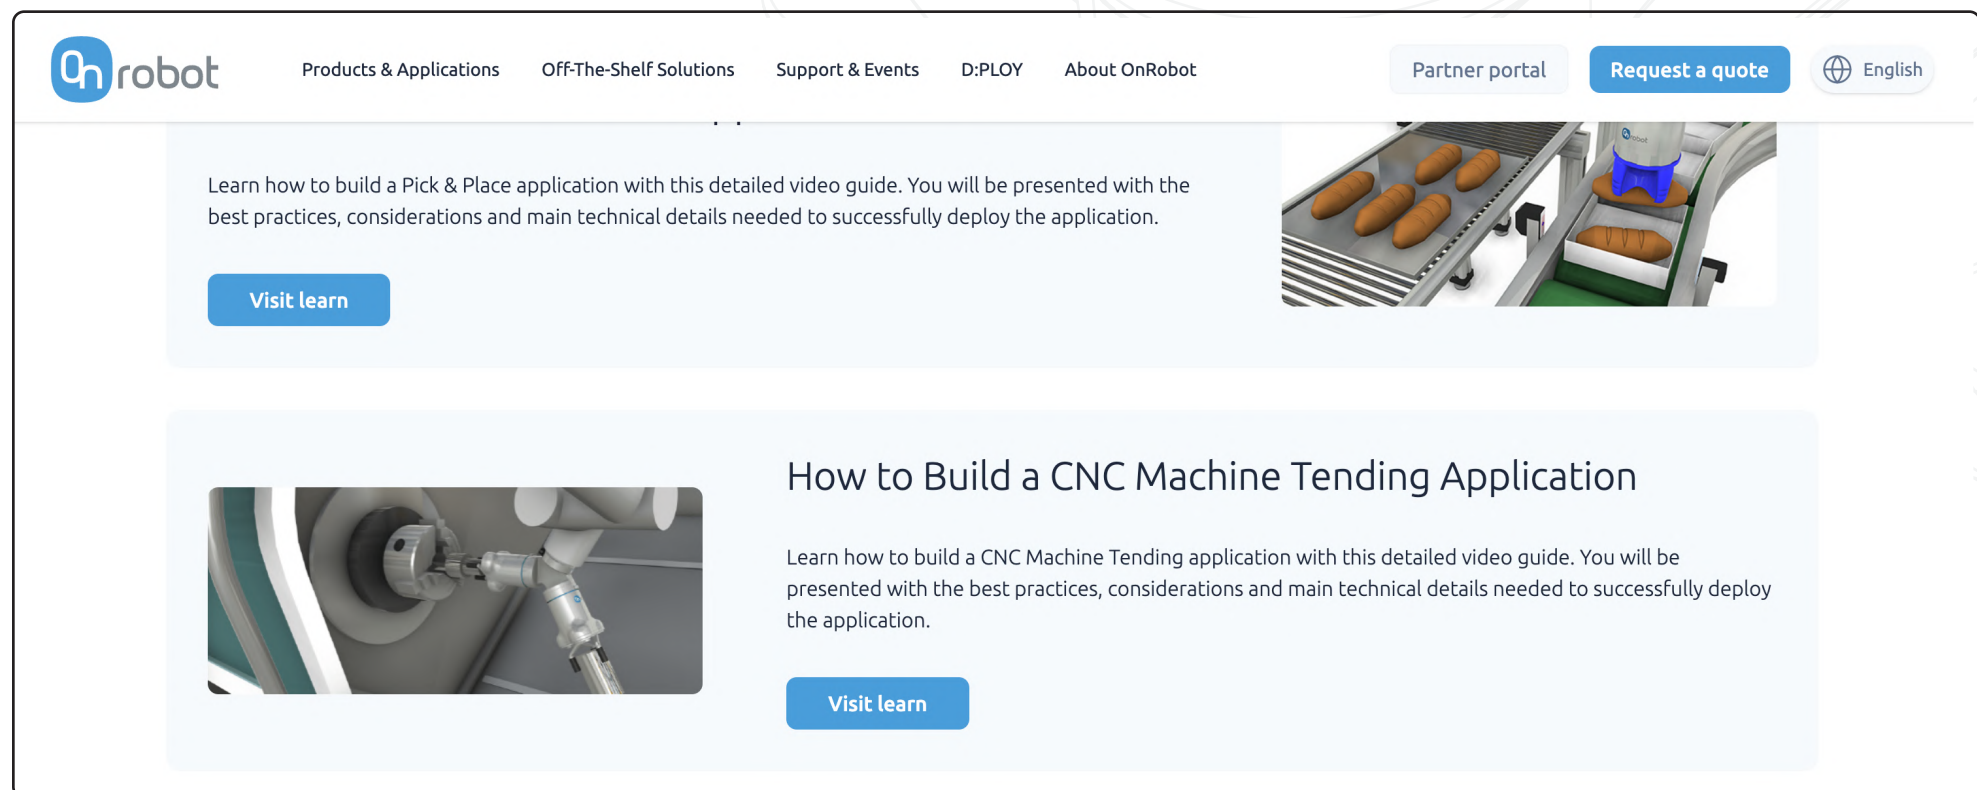 On robot
Products & Applications
Off-The-Shelf Solutions
Support & Events
D:PLOY
About OnRobot
Partner portal
Request a quote
English
Learn how to build a Pick & Place application with this detailed video guide. You will be presented with the
best practices, considerations and main technical details needed to successfully deploy the application.
Visit learn
On robot
How to Build a CNC Machine Tending Application
Learn how to build a CNC Machine Tending application with this detailed video guide. You will be
presented with the best practices, considerations and main technical details needed to successfully deploy
the application.
Visit learn